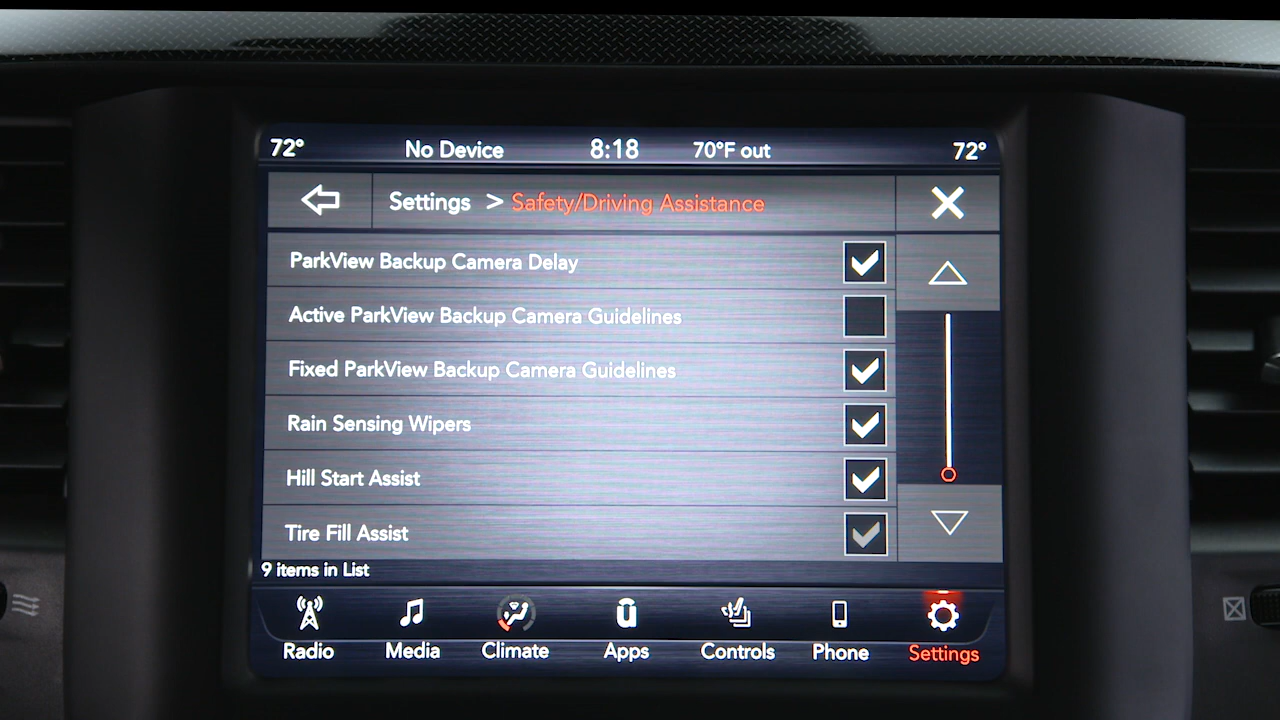 72° No Device 8:18 70°F out 72°
Settings > Safety/Driving Assistance
ParkView Backup Camera Delay
Active ParkView Backup Camera Guidelines
Fixed ParkView Backup Camera Guidelines
Rain Sensing Wipers
Hill Start Assist
Tire Fill Assist
9 items in List
Radio Media Climate Apps Controls Phone Settings